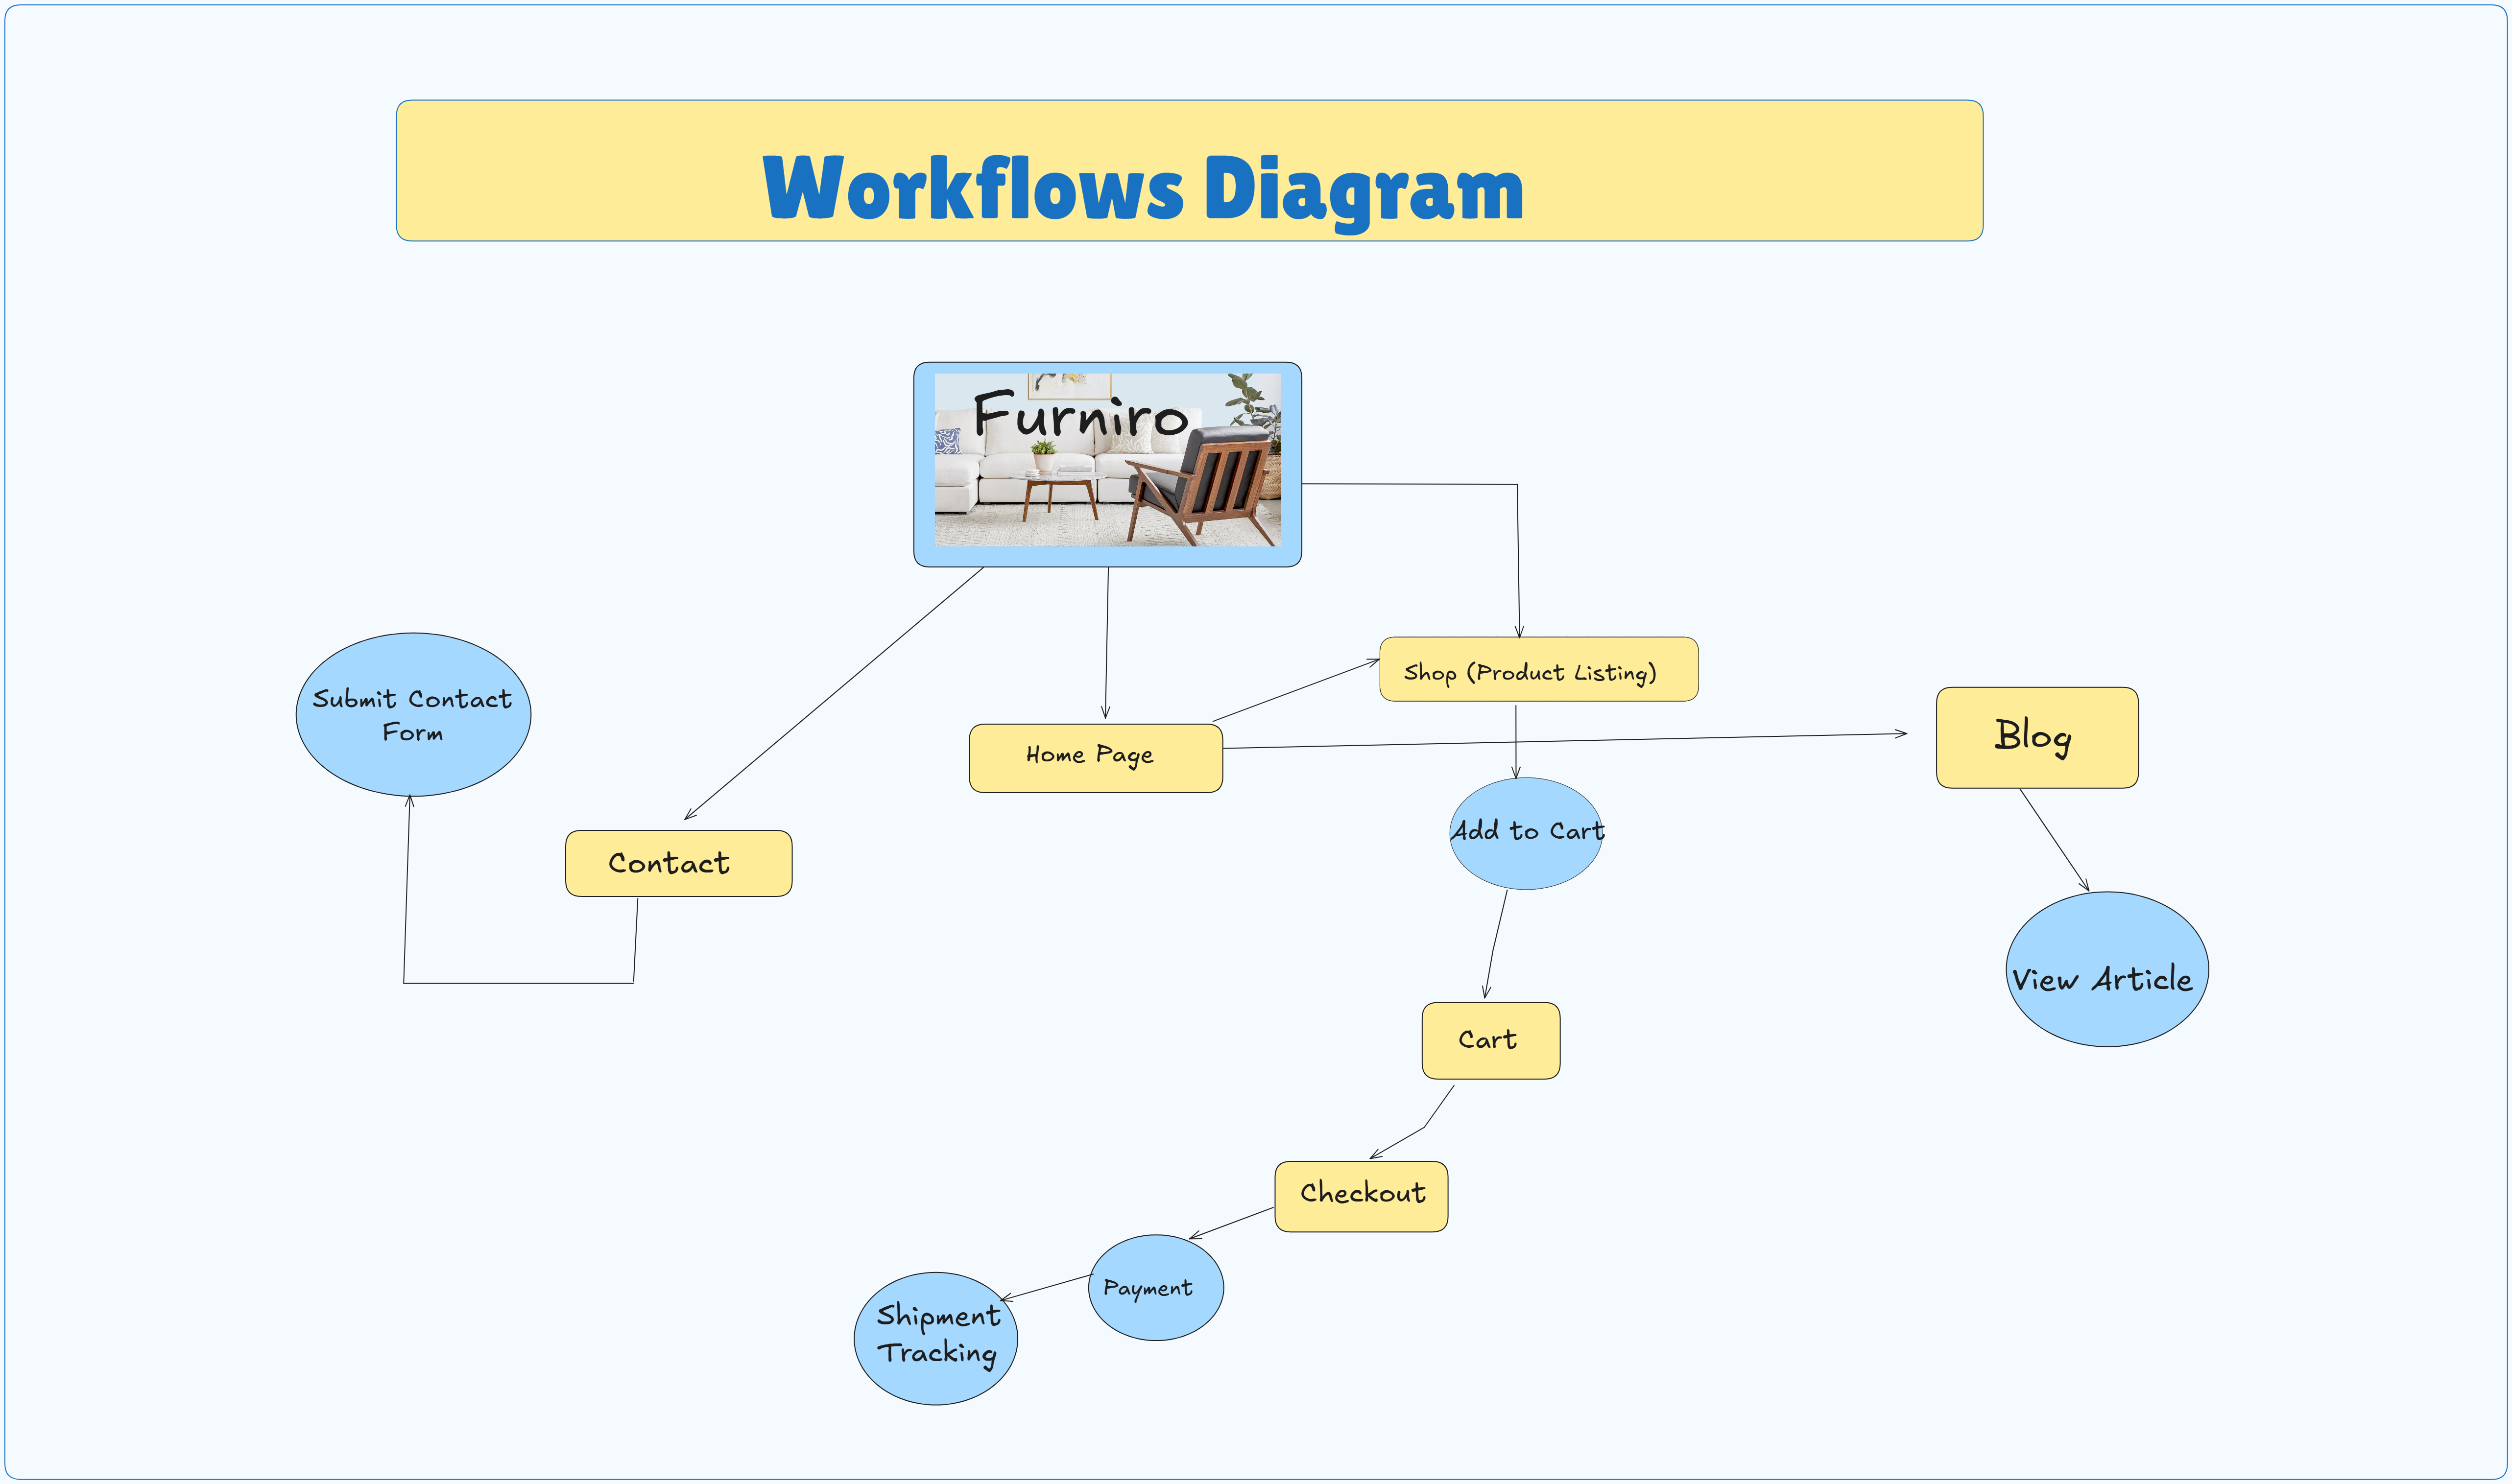 Workflows Diagram
Furniro
Shop (Product Listing)
Submit Contact
Form
Home Page
Blog
Add to Cart
Contact
View Article
Cart
Checkout
Payment
Shipment
Tracking